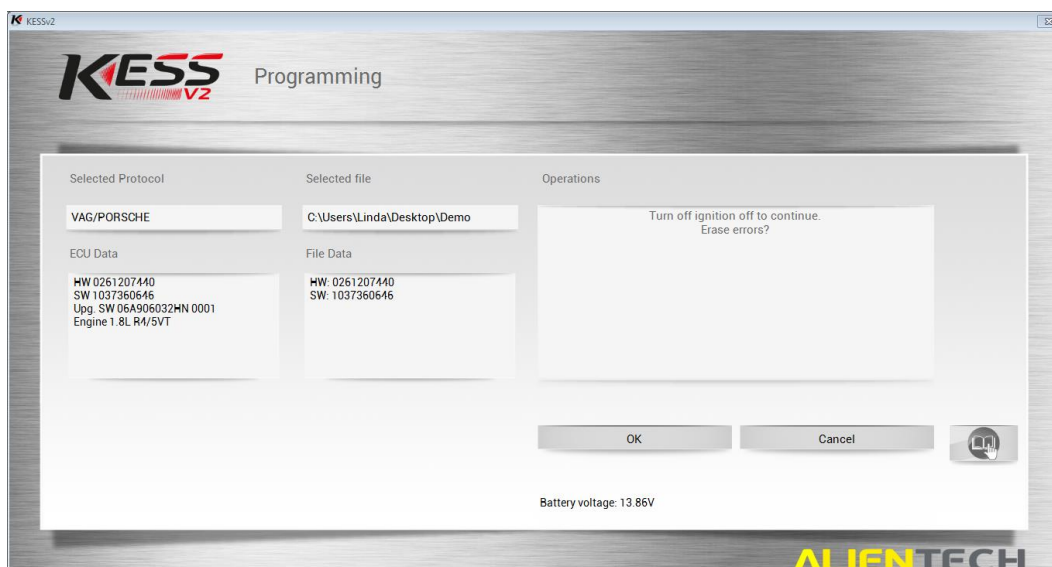 KESSv2
KESS V2
Programming
Selected Protocol
Selected file
Operations
VAG/PORSCHE
C:\Users\Linda\Desktop\Demo
Turn off ignition off to continue.
Erase errors?
ECU Data
File Data
HW 0261207440
SW 1037360646
Upg. SW 06A906032HN 0001
Engine 1.8L R4/5VT
HW: 0261207440
SW: 1037360646
OK
Cancel
Battery voltage: 13.86V
ALIENTECH